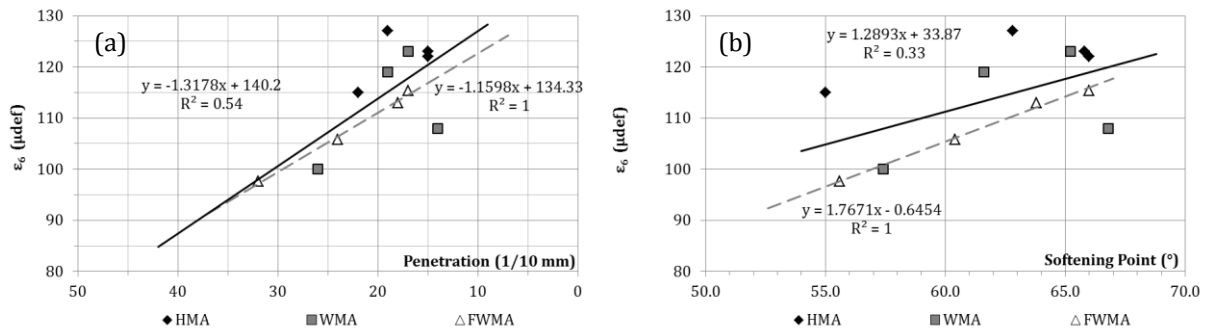 (a)
130
120
110
100
90
80
ε₆ (μdef)
y = -1.3178x + 140.2
R² = 0.54
y = -1.1598x + 134.33
R² = 1
Penetration (1/10 mm)
50 40 30 20 10 0
HMA WMA FWMA
(b)
130
120
110
100
90
80
ε₆ (μdef)
y = 1.2893x + 33.87
R² = 0.33
y = 1.7671x - 0.6454
R² = 1
Softening Point (°)
50.0 55.0 60.0 65.0 70.0
HMA WMA FWMA